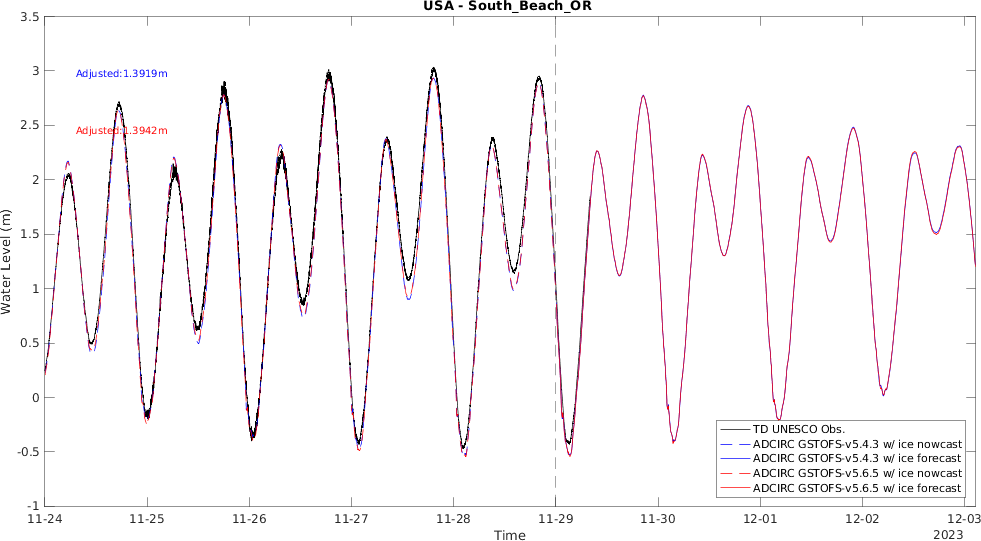 USA - South_Beach_OR
3.5
3
2.5
2
1.5
1
0.5
0
-0.5
-1
Water Level (m)
Adjusted:1.3919m
Adjusted:1.3942m
TD UNESCO Obs.
ADCIRC GSTOFS-v5.4.3 w/ ice nowcast
ADCIRC GSTOFS-v5.4.3 w/ ice forecast
ADCIRC GSTOFS-v5.6.5 w/ ice nowcast
ADCIRC GSTOFS-v5.6.5 w/ ice forecast
11-24 11-25 11-26 11-27 11-28 11-29 11-30 12-01 12-02 12-03
Time
2023